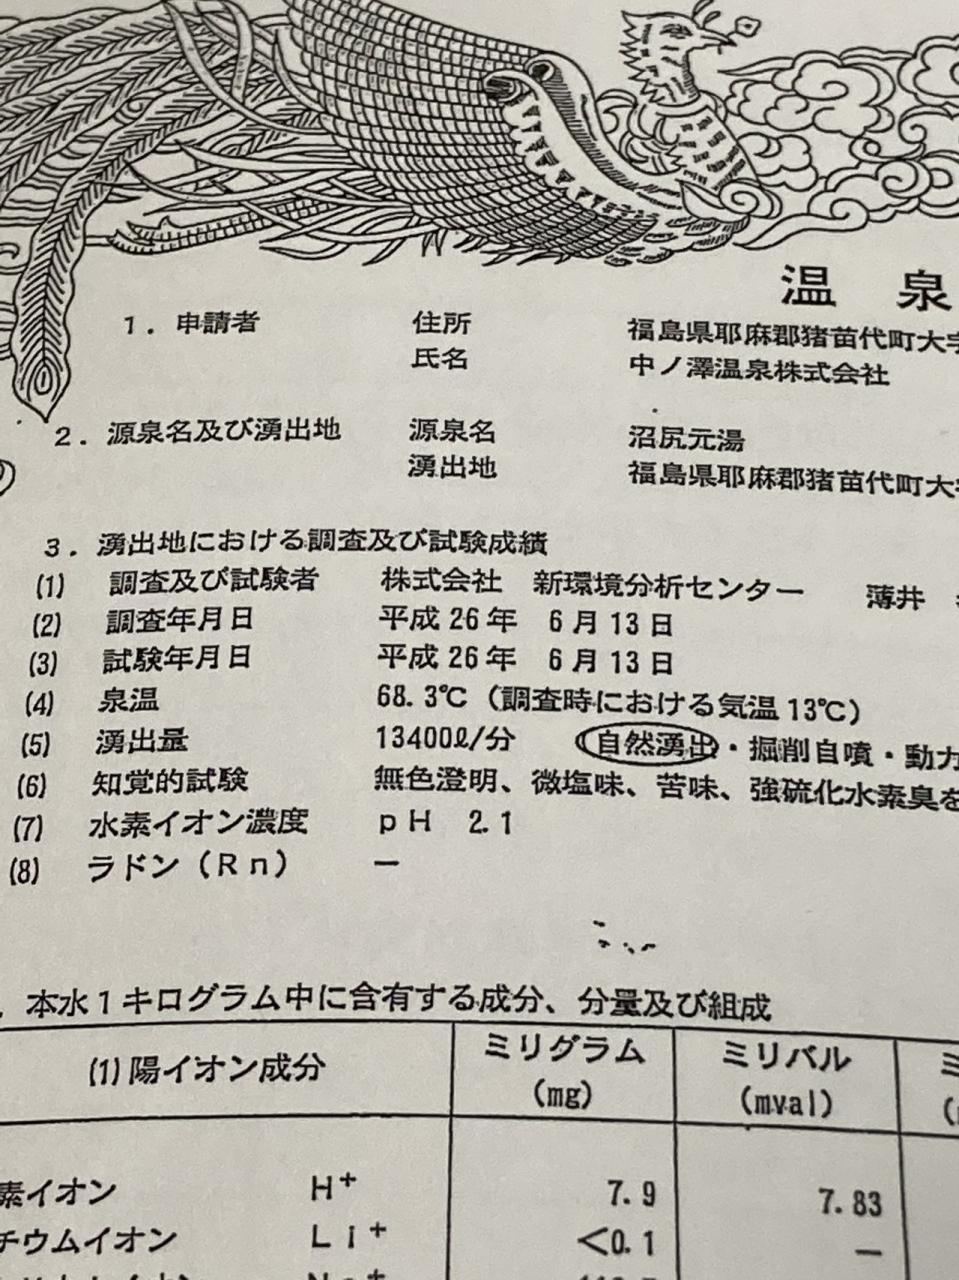 温泉
1. 申請者 住所 福島県耶麻郡猪苗代町大字
氏名 中ノ澤温泉株式会社
2. 源泉名及び湧出地 源泉名 沼尻元湯
湧出地 福島県耶麻郡猪苗代町大字
3. 湧出地における調査及び試験成績
(1) 調査及び試験者 株式会社 新環境分析センター 薄井
(2) 調査年月日 平成26年 6月13日
(3) 試験年月日 平成26年 6月13日
(4) 泉温 68.3℃（調査時における気温13℃）
(5) 湧出量 13400ℓ/分 自然湧出・掘削自噴・動力
(6) 知覚的試験 無色澄明、微塩味、苦味、強硫化水素臭を
(7) 水素イオン濃度 pH 2.1
(8) ラドン（Rn） ー
. 本水1キログラム中に含有する成分、分量及び組成
(1)陽イオン成分 ミリグラム ミリバル ミ
(mg) (mval)
素イオン H+ 7.9 7.83
チウムイオン Li+ <0.1 ー